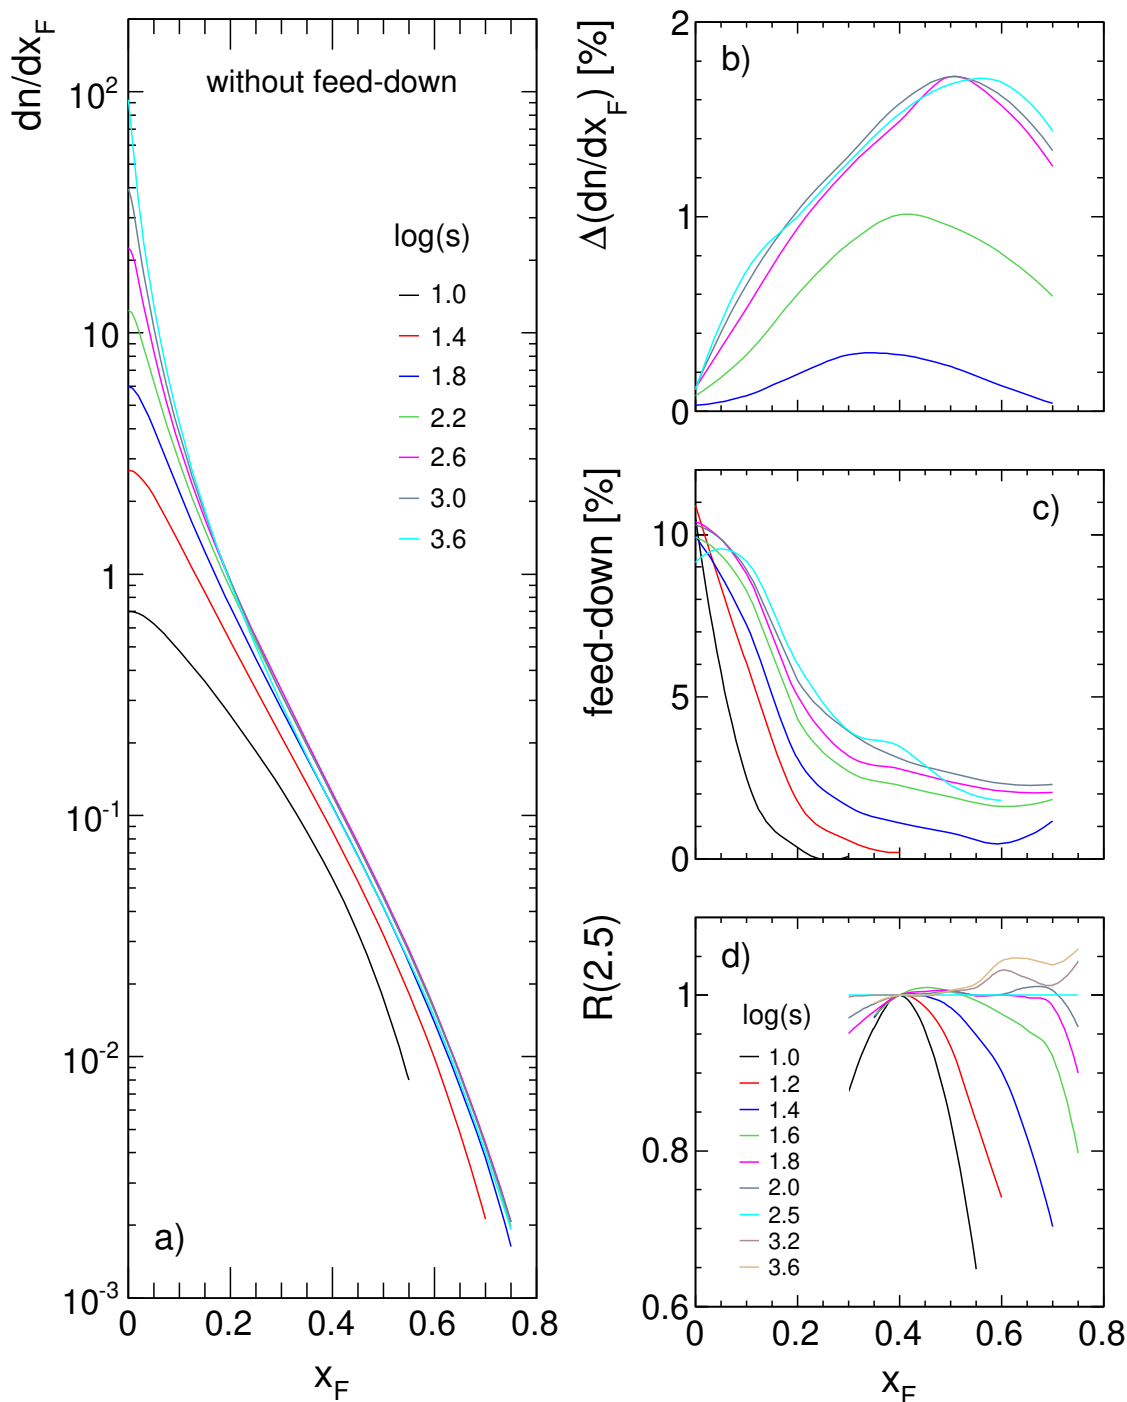 dn/dx_F
without feed-down
10^2
10
1
10^-1
10^-2
10^-3
log(s)
1.0
1.4
1.8
2.2
2.6
3.0
3.6
a)
0 0.2 0.4 0.6 0.8
x_F
Δ(dn/dx_F) [%]
b)
2
1
0
feed-down [%]
c)
10
5
0
R(2.5)
d)
1
0.8
0.6
log(s)
1.0
1.2
1.4
1.6
1.8
2.0
2.5
3.2
3.6
0 0.2 0.4 0.6 0.8
x_F